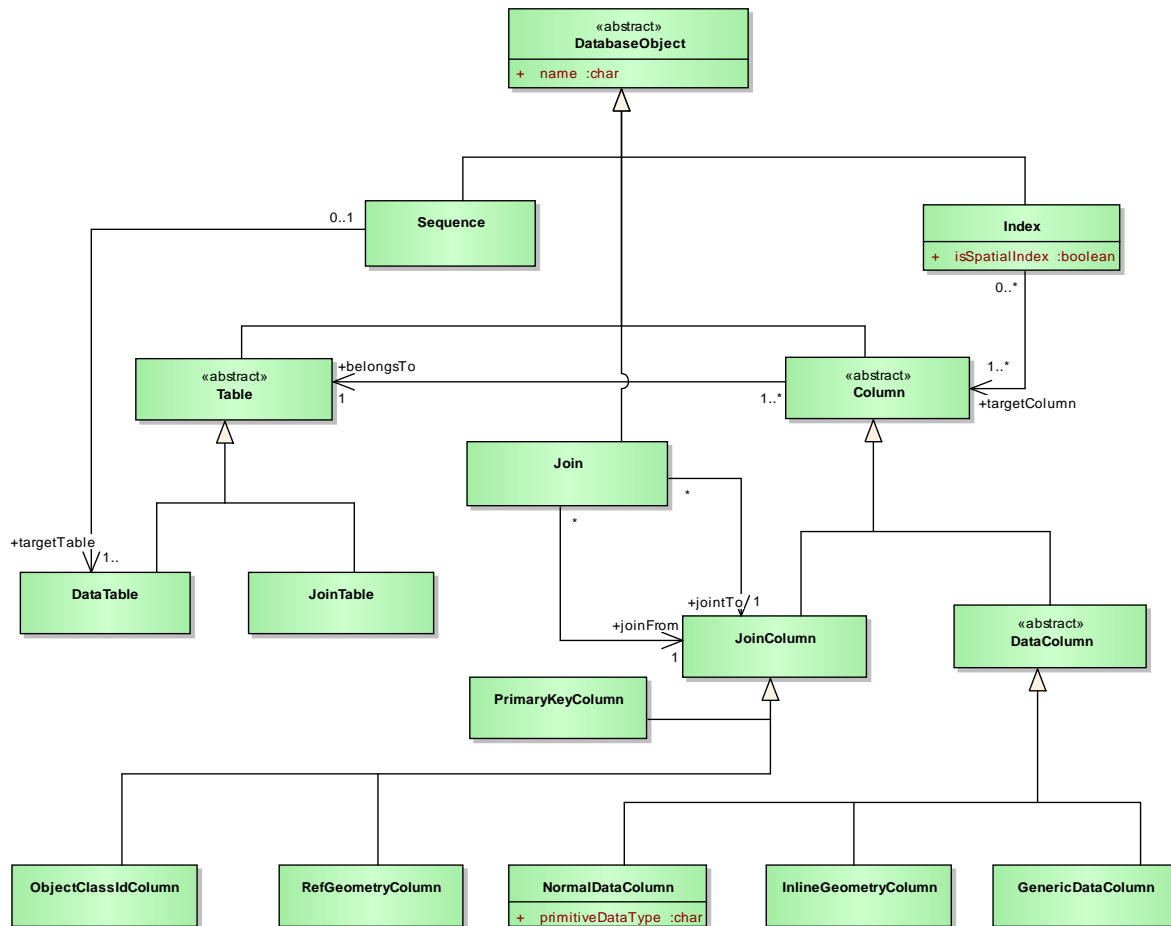 «abstract»
DatabaseObject
+ name :char
0..1
Sequence
Index
+ isSpatialIndex :boolean
0..*
«abstract»
Table
+belongsTo
1
1..*
«abstract»
Column
1..*
+targetColumn
Join
*
*
+targetTable
1..
DataTable
JoinTable
+jointTo
1
+joinFrom
1
JoinColumn
«abstract»
DataColumn
PrimaryKeyColumn
ObjectClassIdColumn
RefGeometryColumn
NormalDataColumn
+ primitiveDataType :char
InlineGeometryColumn
GenericDataColumn